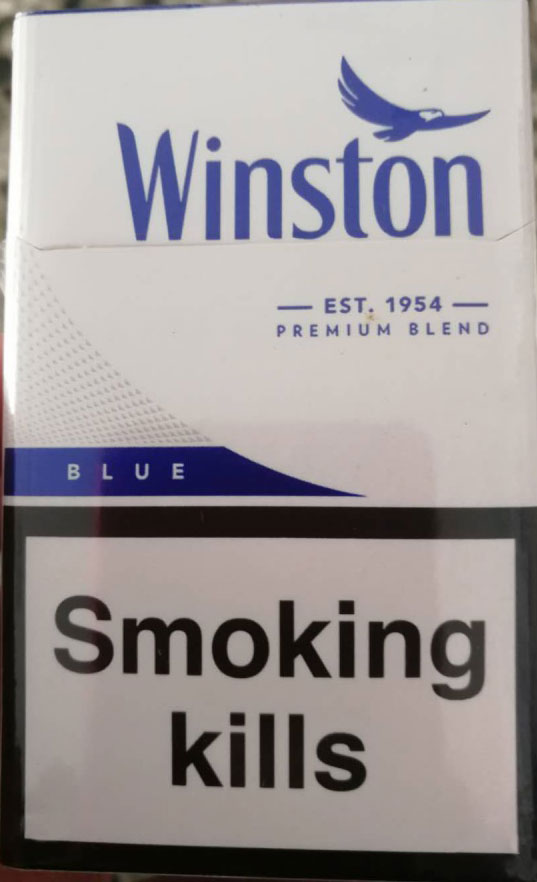 Winston
EST. 1954
PREMIUM BLEND
BLUE
Smoking
kills